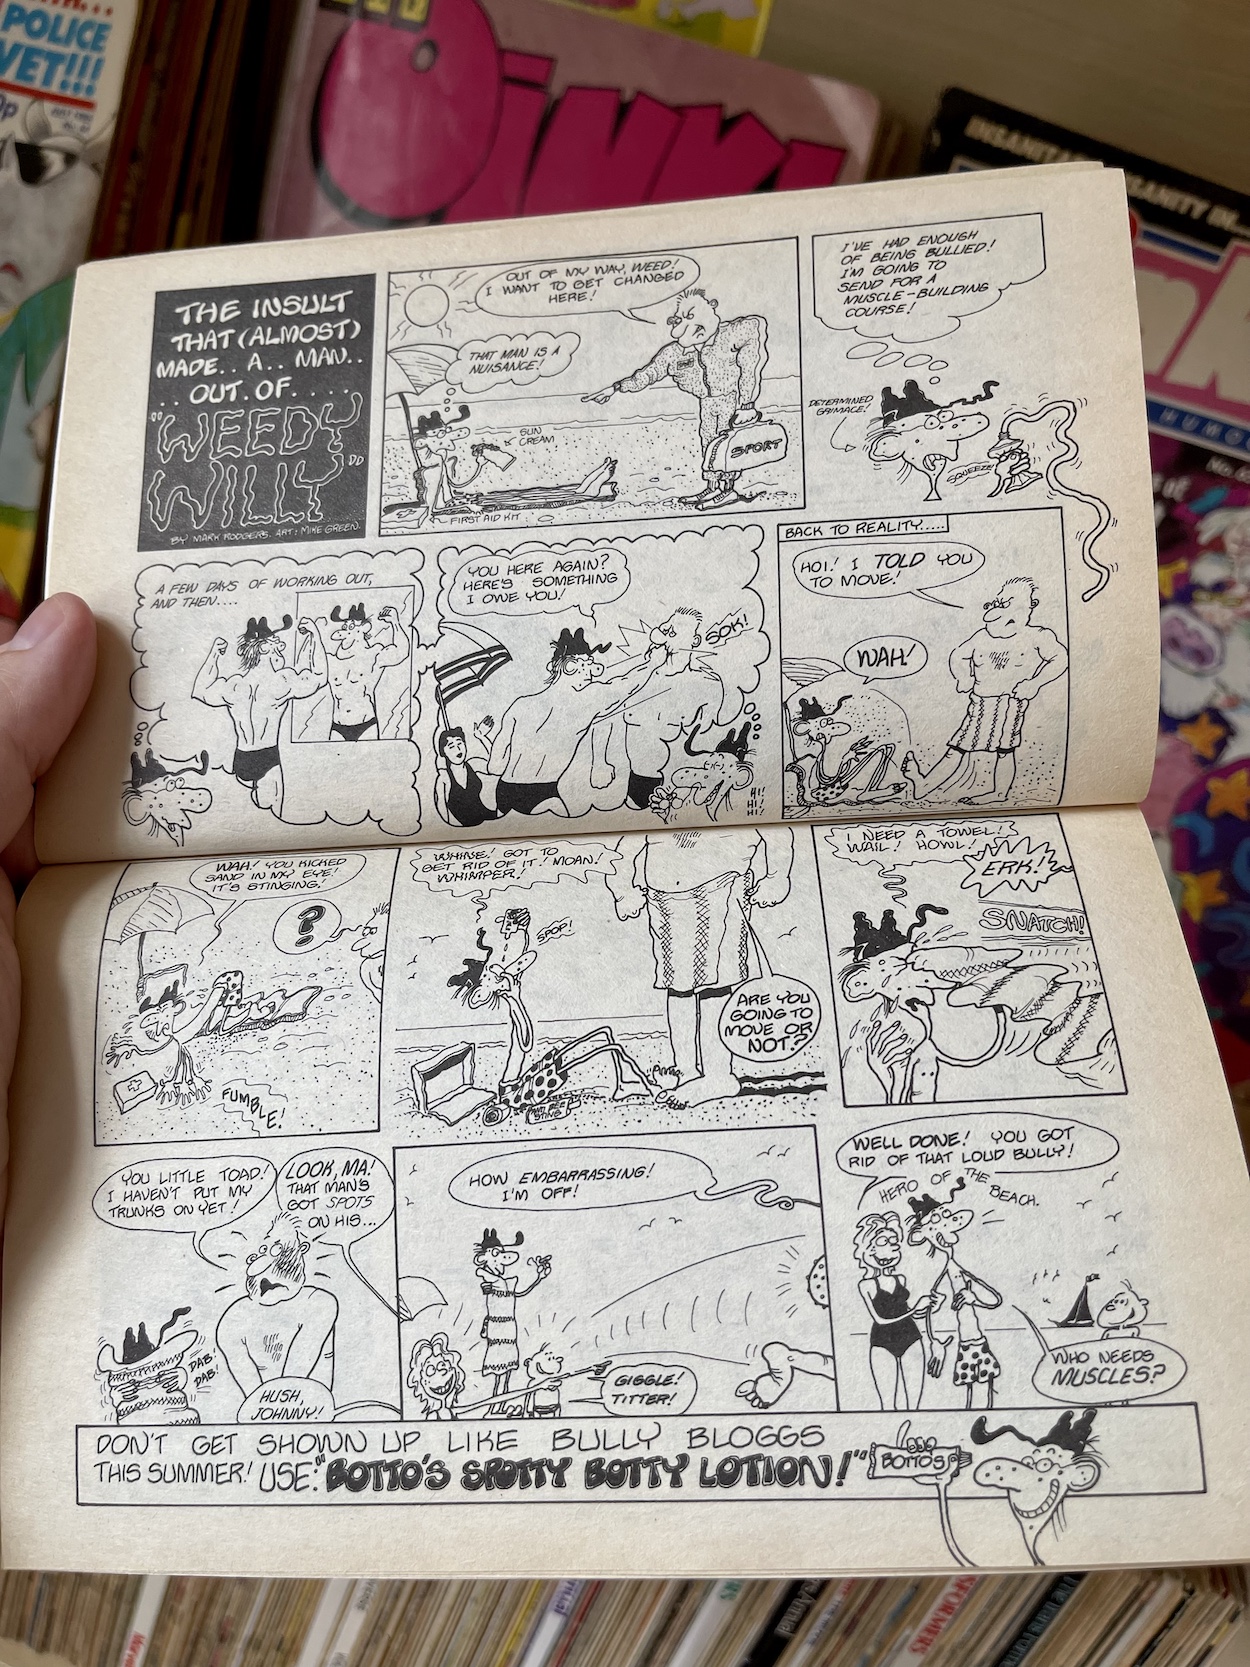 POLICE
VET!!!
OiNK!
INSANITY IN...
THE INSULT
THAT (ALMOST)
MADE.. A.. MAN..
..OUT. OF....
"WEEDY
WILLY"
BY MARK RODGERS. ART: MIKE GREEN.
OUT OF MY WAY, WEED!
I WANT TO GET CHANGED
HERE!
THAT MAN IS A
NUISANCE!
SUN
CREAM
SPORT
FIRST AID KIT
I'VE HAD ENOUGH
OF BEING BULLIED!
I'M GOING TO
SEND FOR A
MUSCLE-BUILDING
COURSE!
DETERMINED
GRIMACE!
SQUEEZE!
A FEW DAYS OF WORKING OUT,
AND THEN....
YOU HERE AGAIN?
HERE'S SOMETHING
I OWE YOU!
SOK!
HI!
HI!
HI!
BACK TO REALITY.....
HOI! I TOLD YOU
TO MOVE!
WAH!
WAH! YOU KICKED
SAND IN MY EYE!
IT'S STINGING!
?
FUMBLE!
WHINE! GOT TO
GET RID OF IT! MOAN!
WHIMPER!
SPOP!
ARE YOU
GOING TO
MOVE OR
NOT?
I NEED A TOWEL!
WAIL! HOWL!
ERK!
SNATCH!
YOU LITTLE TOAD!
I HAVEN'T PUT MY
TRUNKS ON YET!
LOOK, MA!
THAT MAN'S
GOT SPOTS
ON HIS...
DAB!
DAB!
HUSH,
JOHNNY!
HOW EMBARRASSING!
I'M OFF!
GIGGLE!
TITTER!
WELL DONE! YOU GOT
RID OF THAT LOUD BULLY!
HERO OF THE BEACH.
WHO NEEDS
MUSCLES?
DON'T GET SHOWN UP LIKE BULLY BLOGGS
THIS SUMMER! USE: "BOTTO'S SPOTTY BOTTY LOTION!"
BOTTO'S